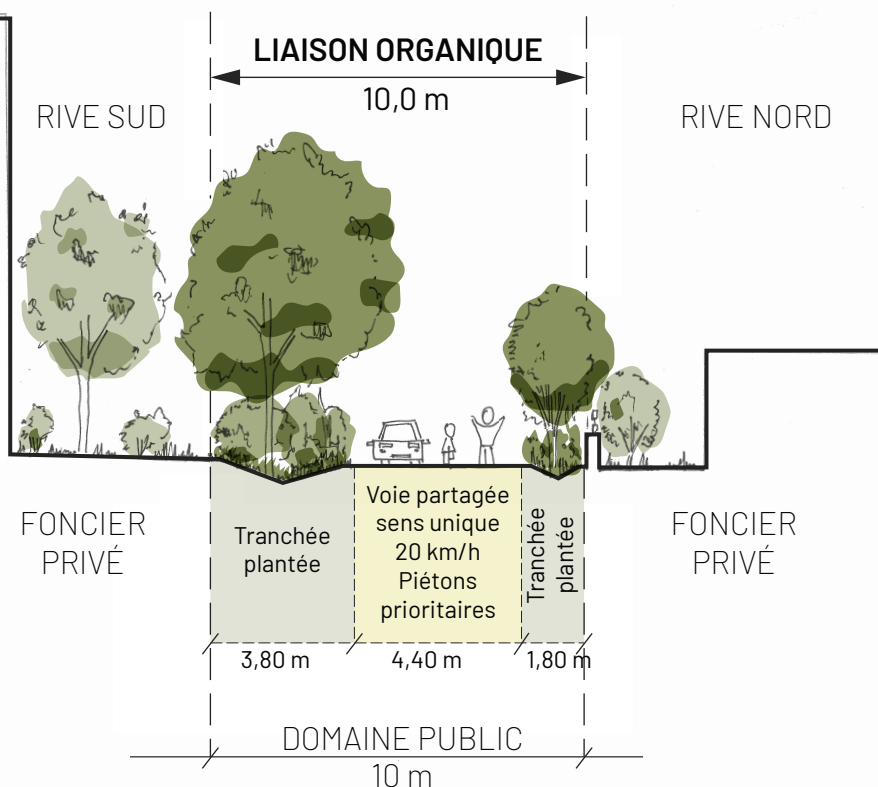 LIAISON ORGANIQUE
10,0 m
RIVE SUD
RIVE NORD
FONCIER
PRIVÉ
Tranchée
plantée
Voie partagée
sens unique
20 km/h
Piétons
prioritaires
Tranchée
plantée
FONCIER
PRIVÉ
3,80 m
4,40 m
1,80 m
DOMAINE PUBLIC
10 m